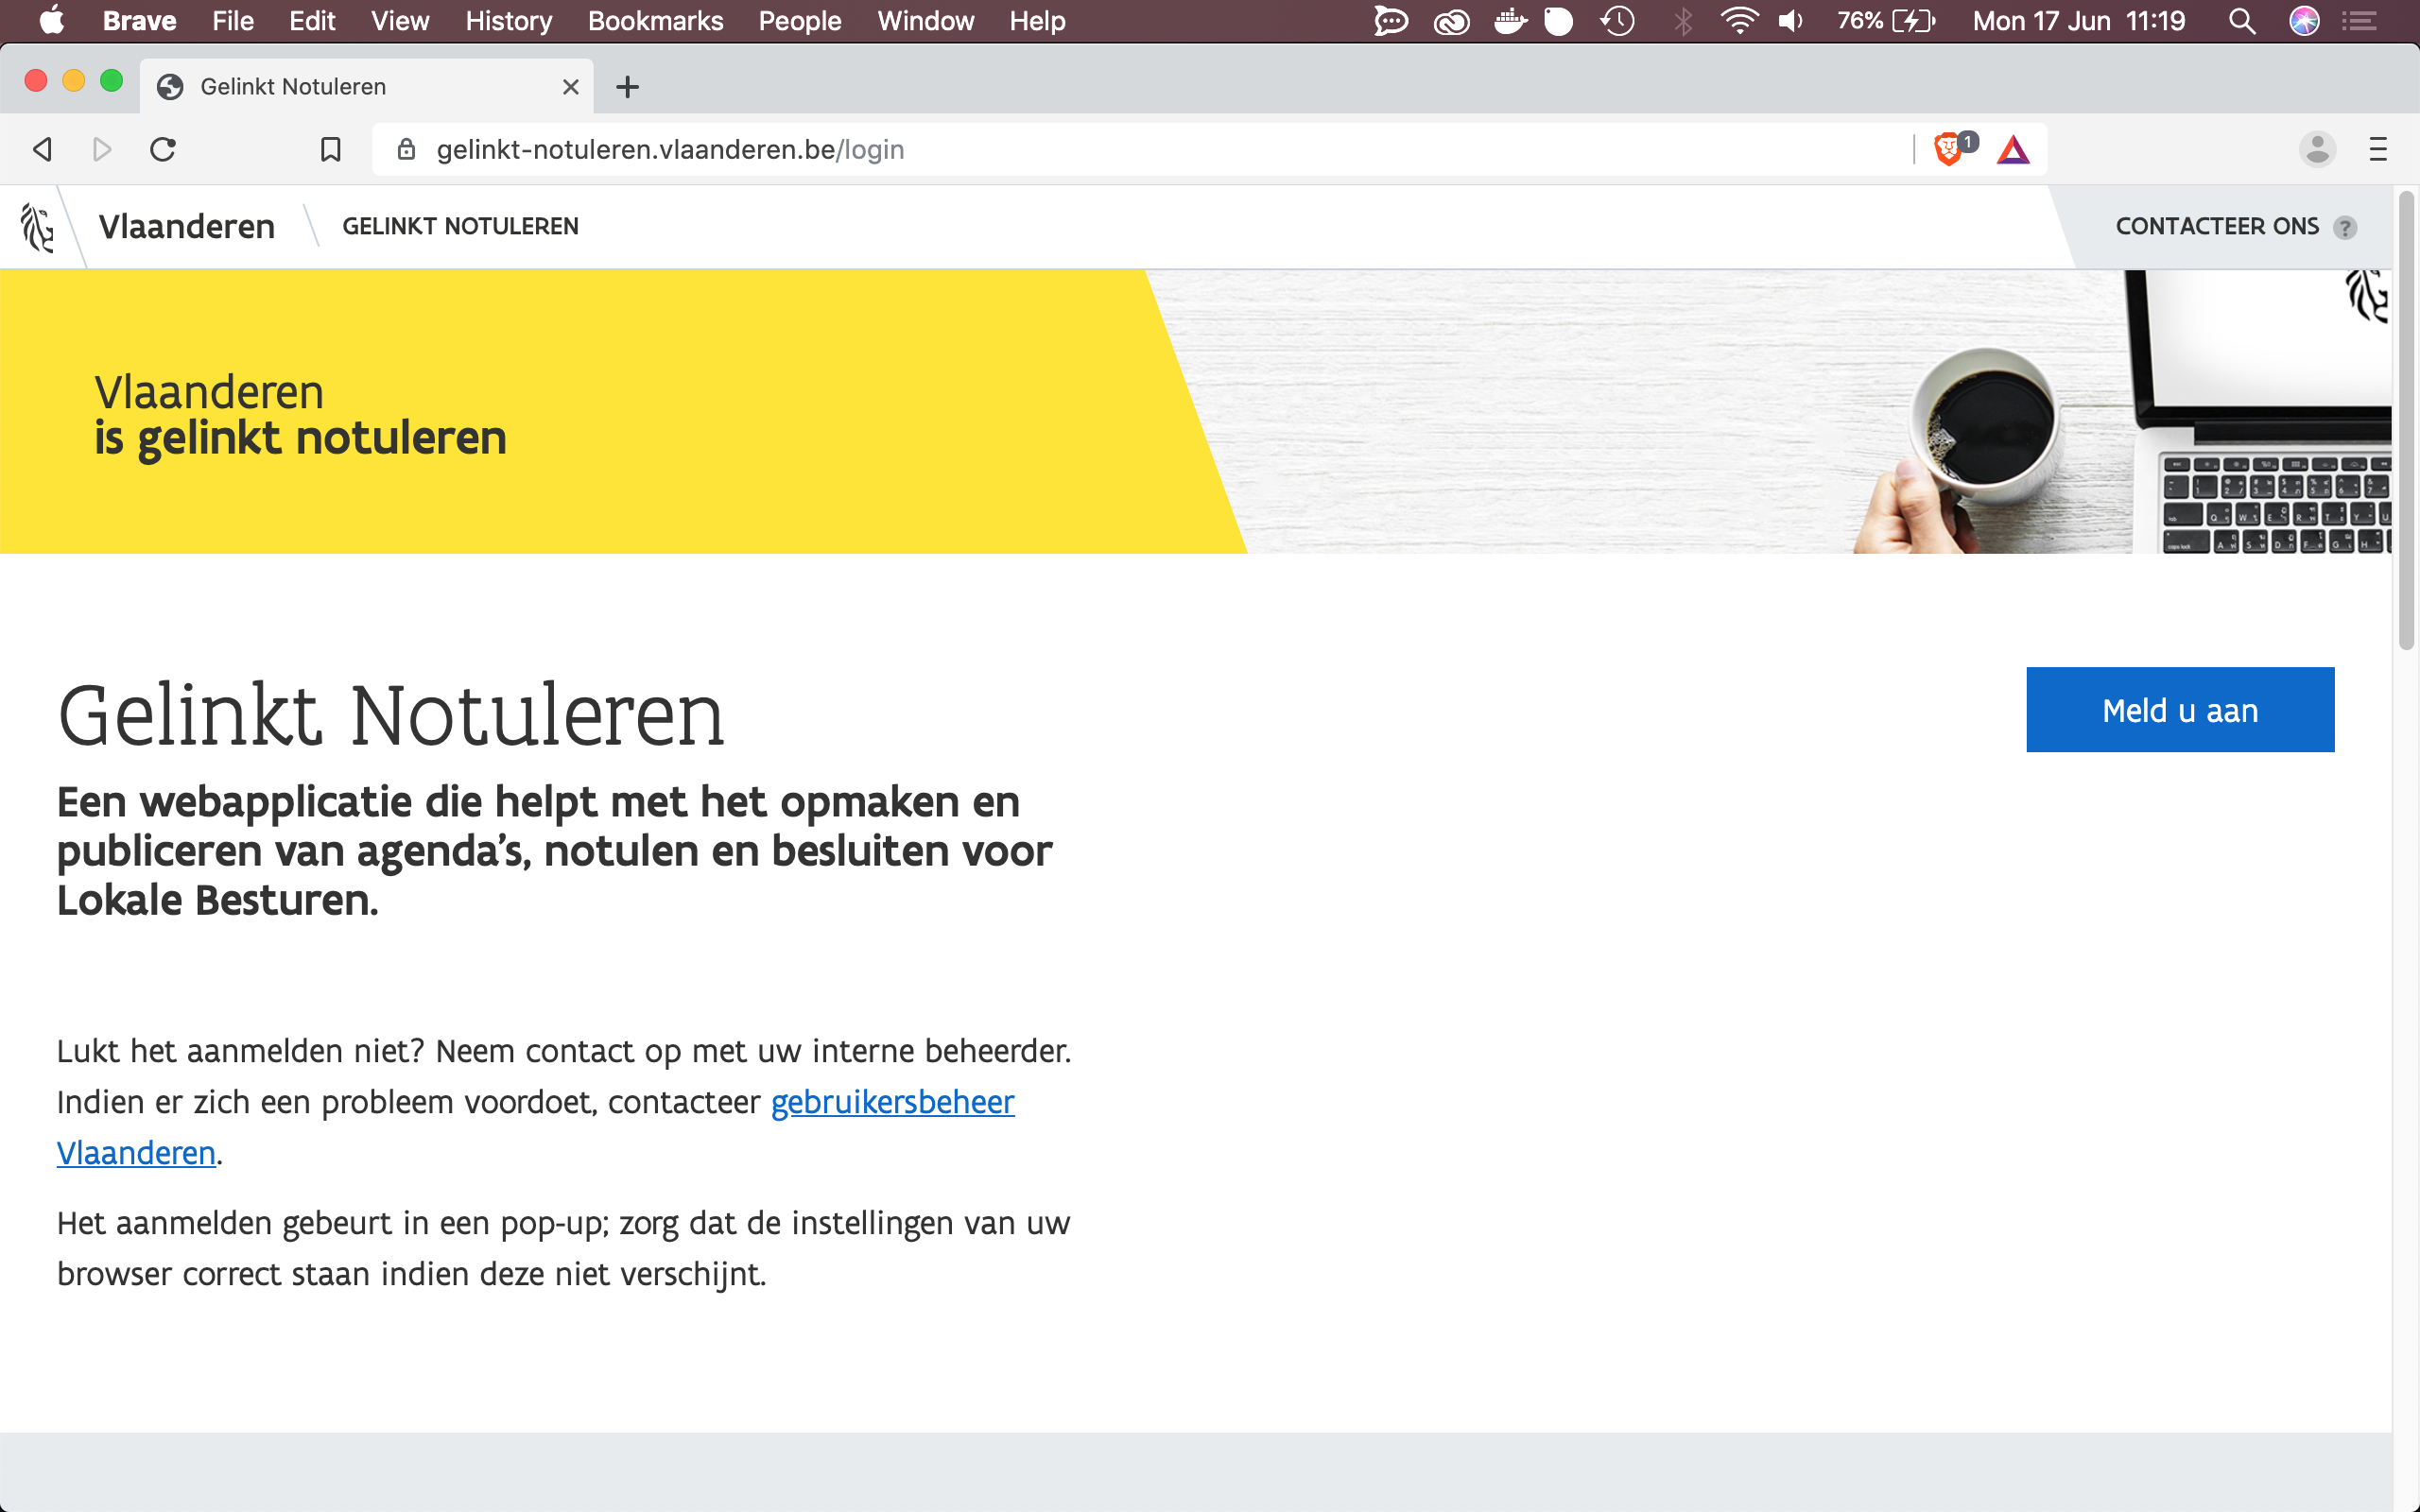 Brave File Edit View History Bookmarks People Window Help 76% Mon 17 Jun 11:19
Gelinkt Notuleren
gelinkt-notuleren.vlaanderen.be/login 1
Vlaanderen GELINKT NOTULEREN CONTACTEER ONS ?
Vlaanderen
is gelinkt notuleren
Gelinkt Notuleren
Meld u aan
Een webapplicatie die helpt met het opmaken en
publiceren van agenda's, notulen en besluiten voor
Lokale Besturen.
Lukt het aanmelden niet? Neem contact op met uw interne beheerder.
Indien er zich een probleem voordoet, contacteer gebruikersbeheer
Vlaanderen.
Het aanmelden gebeurt in een pop-up; zorg dat de instellingen van uw
browser correct staan indien deze niet verschijnt.